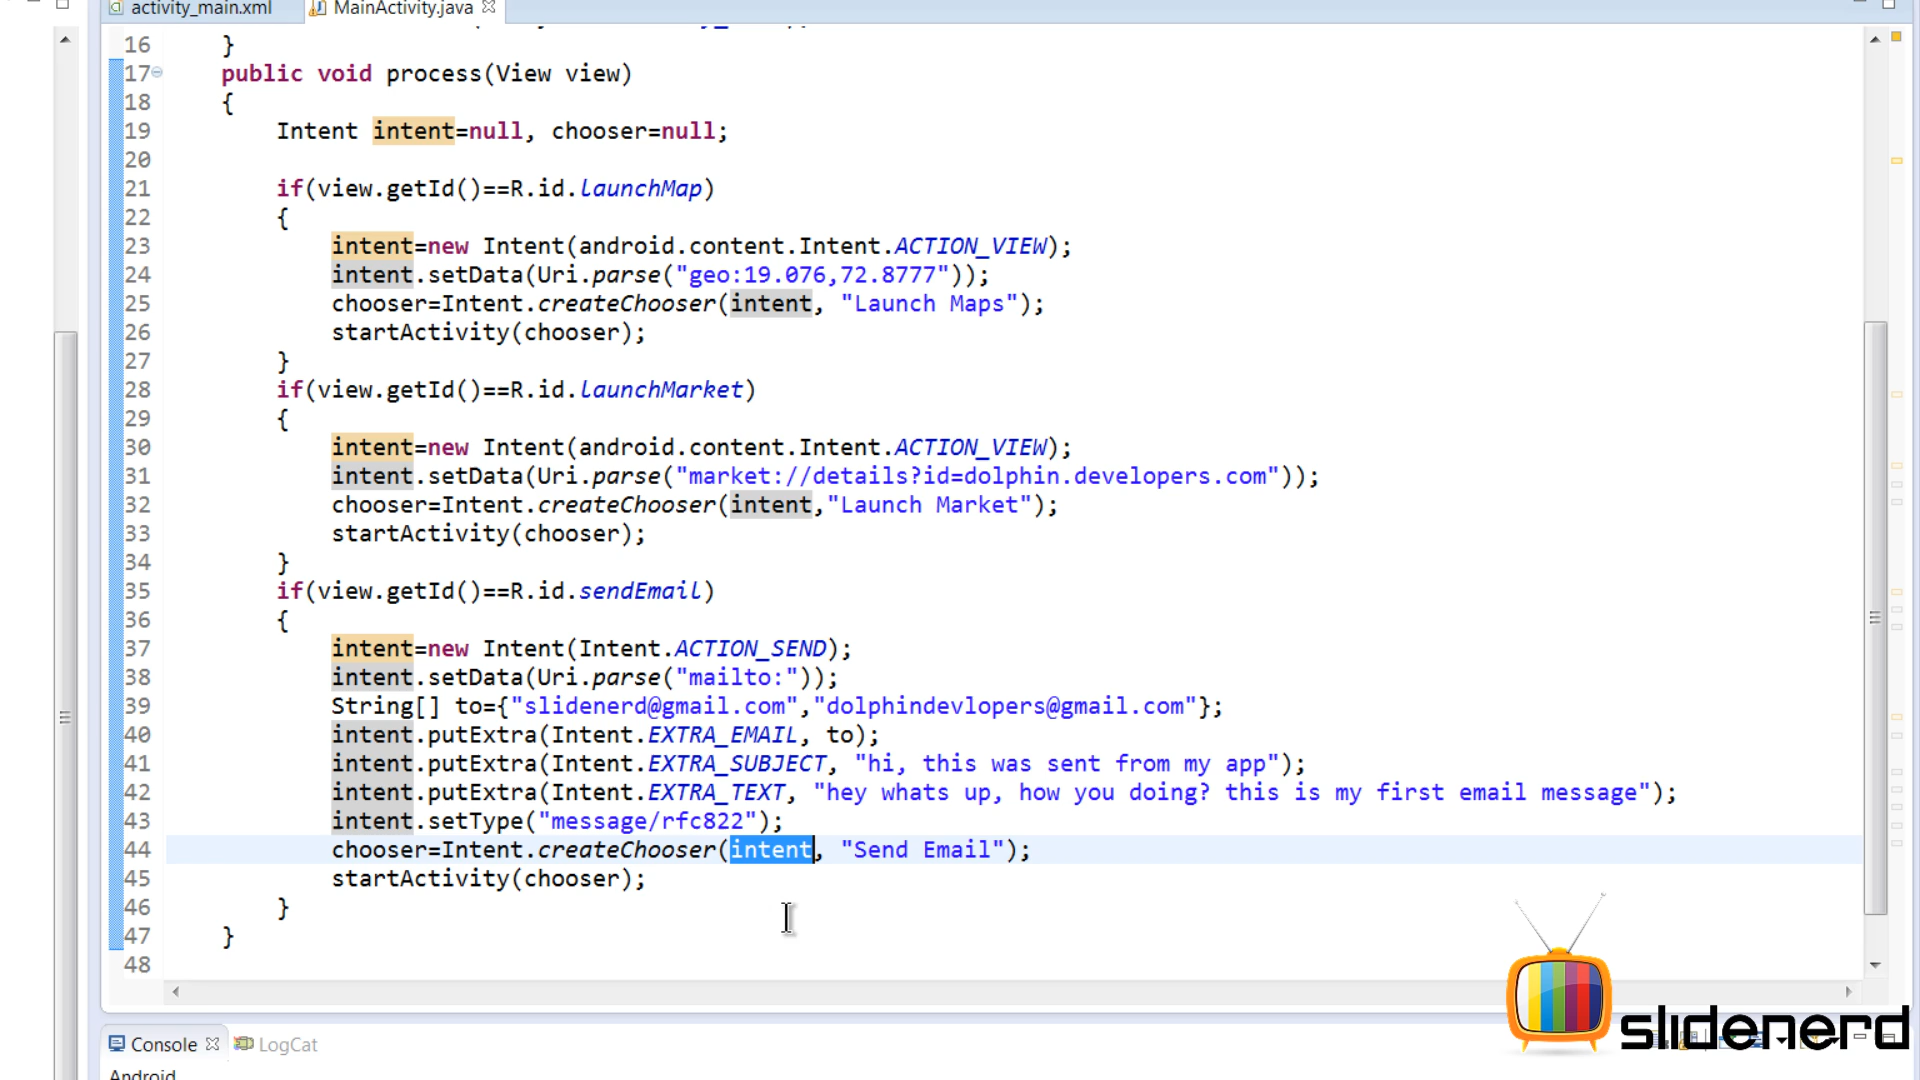 activity_main.xml MainActivity.java
16 }
17 public void process(View view)
18 {
19 Intent intent=null, chooser=null;
20
21 if(view.getId()==R.id.launchMap)
22 {
23 intent=new Intent(android.content.Intent.ACTION_VIEW);
24 intent.setData(Uri.parse("geo:19.076,72.8777"));
25 chooser=Intent.createChooser(intent, "Launch Maps");
26 startActivity(chooser);
27 }
28 if(view.getId()==R.id.launchMarket)
29 {
30 intent=new Intent(android.content.Intent.ACTION_VIEW);
31 intent.setData(Uri.parse("market://details?id=dolphin.developers.com"));
32 chooser=Intent.createChooser(intent,"Launch Market");
33 startActivity(chooser);
34 }
35 if(view.getId()==R.id.sendEmail)
36 {
37 intent=new Intent(Intent.ACTION_SEND);
38 intent.setData(Uri.parse("mailto:"));
39 String[] to={"slidenerd@gmail.com","dolphindevlopers@gmail.com"};
40 intent.putExtra(Intent.EXTRA_EMAIL, to);
41 intent.putExtra(Intent.EXTRA_SUBJECT, "hi, this was sent from my app");
42 intent.putExtra(Intent.EXTRA_TEXT, "hey whats up, how you doing? this is my first email message");
43 intent.setType("message/rfc822");
44 chooser=Intent.createChooser(intent, "Send Email");
45 startActivity(chooser);
46 }
47 }
48
slidenerd
Console LogCat
Android